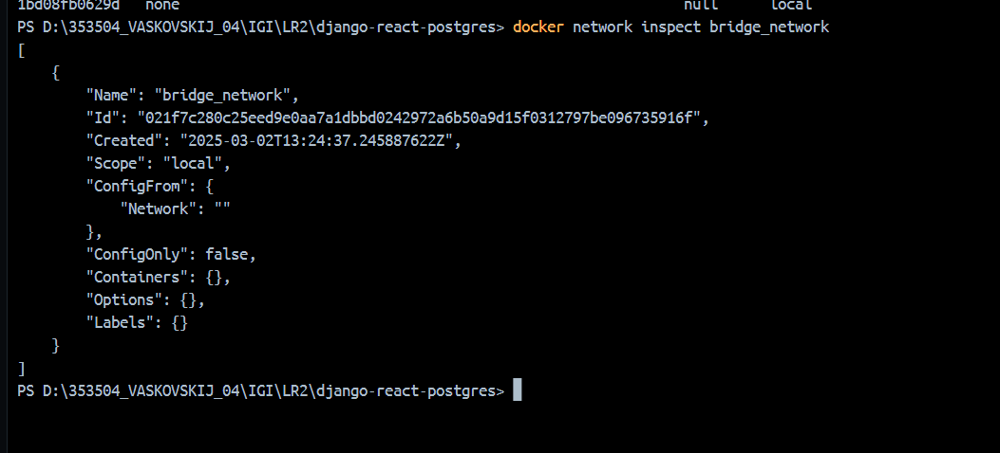 1bd08fb0629d   none                                                               null      local
PS D:\353504_VASKOVSKIJ_04\IGI\LR2\django-react-postgres> docker network inspect bridge_network
[
    {
        "Name": "bridge_network",
        "Id": "021f7c280c25eed9e0aa7a1dbbd0242972a6b50a9d15f0312797be096735916f",
        "Created": "2025-03-02T13:24:37.245887622Z",
        "Scope": "local",
        "ConfigFrom": {
            "Network": ""
        },
        "ConfigOnly": false,
        "Containers": {},
        "Options": {},
        "Labels": {}
    }
]
PS D:\353504_VASKOVSKIJ_04\IGI\LR2\django-react-postgres>